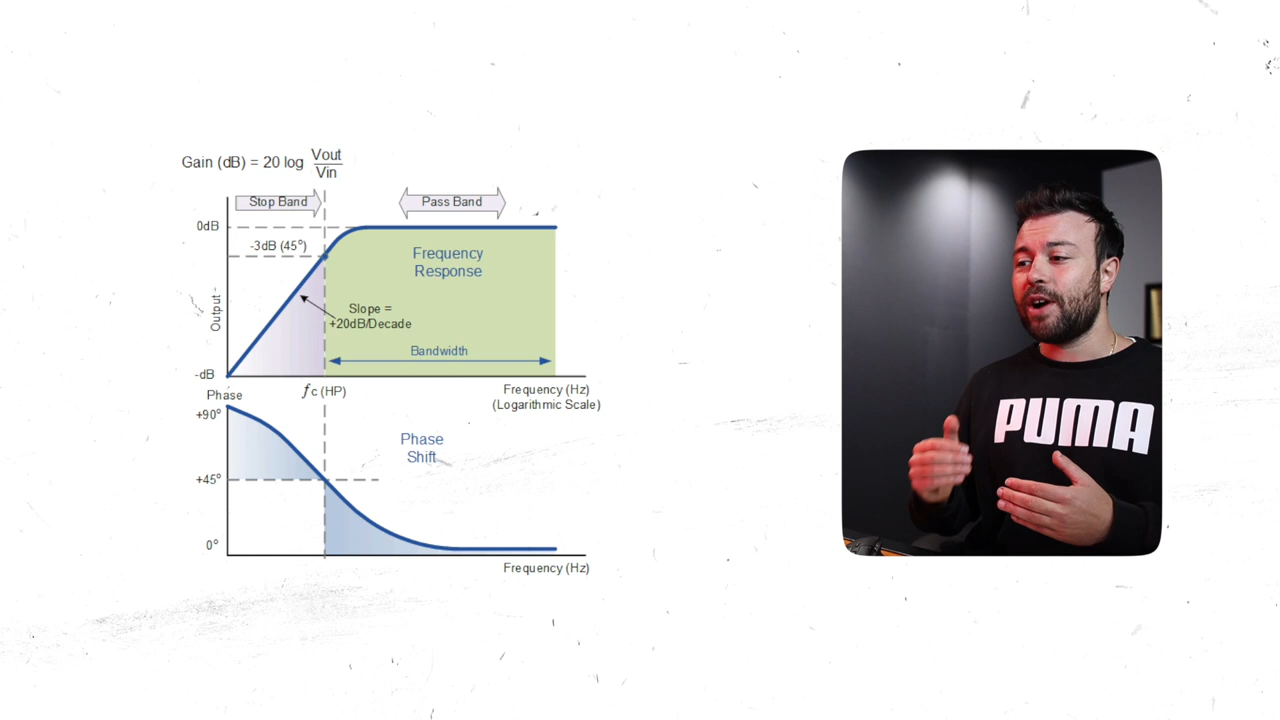 Gain (dB) = 20 log Vout
Vin
Stop Band
Pass Band
0dB
-3dB (45°)
Frequency
Response
Output
Slope =
+20dB/Decade
Bandwidth
-dB
ƒc (HP)
Frequency (Hz)
(Logarithmic Scale)
Phase
+90°
Phase
Shift
+45°
0°
Frequency (Hz)
PUMA